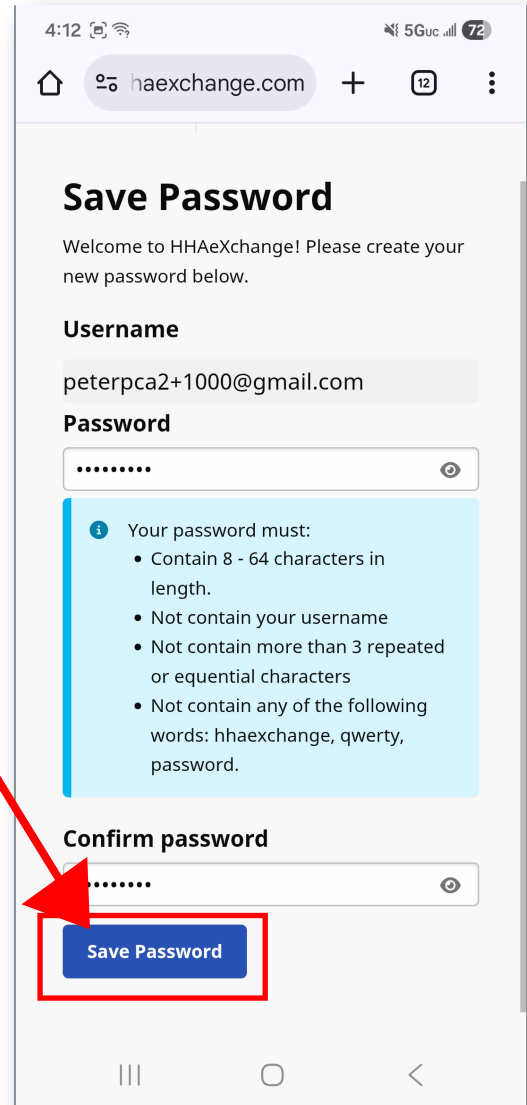 4:12 5Guc 72
haexchange.com 12
Save Password
Welcome to HHAeXchange! Please create your
new password below.
Username
peterpca2+1000@gmail.com
Password
•••••••••
Your password must:
• Contain 8 - 64 characters in
length.
• Not contain your username
• Not contain more than 3 repeated
or equential characters
• Not contain any of the following
words: hhaexchange, qwerty,
password.
Confirm password
••••••••
Save Password